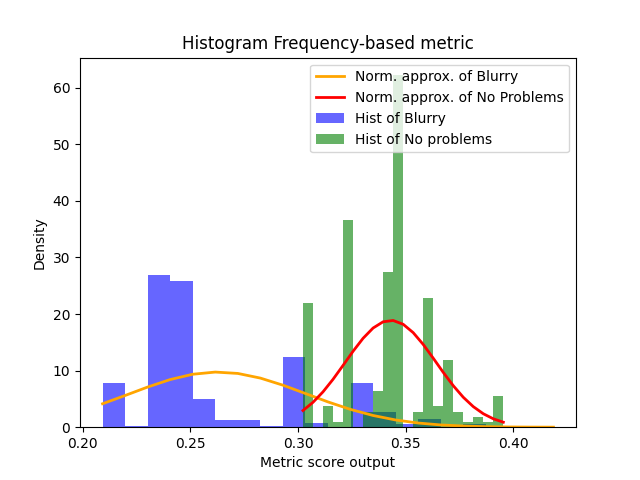 Histogram Frequency-based metric
Norm. approx. of Blurry
Norm. approx. of No Problems
Hist of Blurry
Hist of No problems
Density
60
50
40
30
20
10
0
0.20 0.25 0.30 0.35 0.40
Metric score output